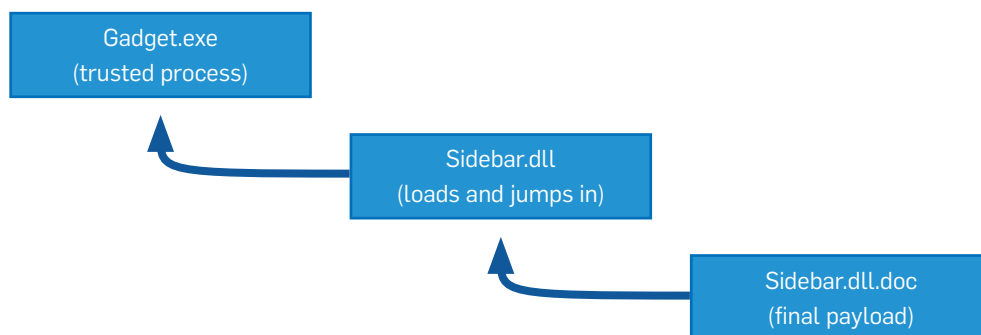 Gadget.exe
(trusted process)
Sidebar.dll
(loads and jumps in)
Sidebar.dll.doc
(final payload)